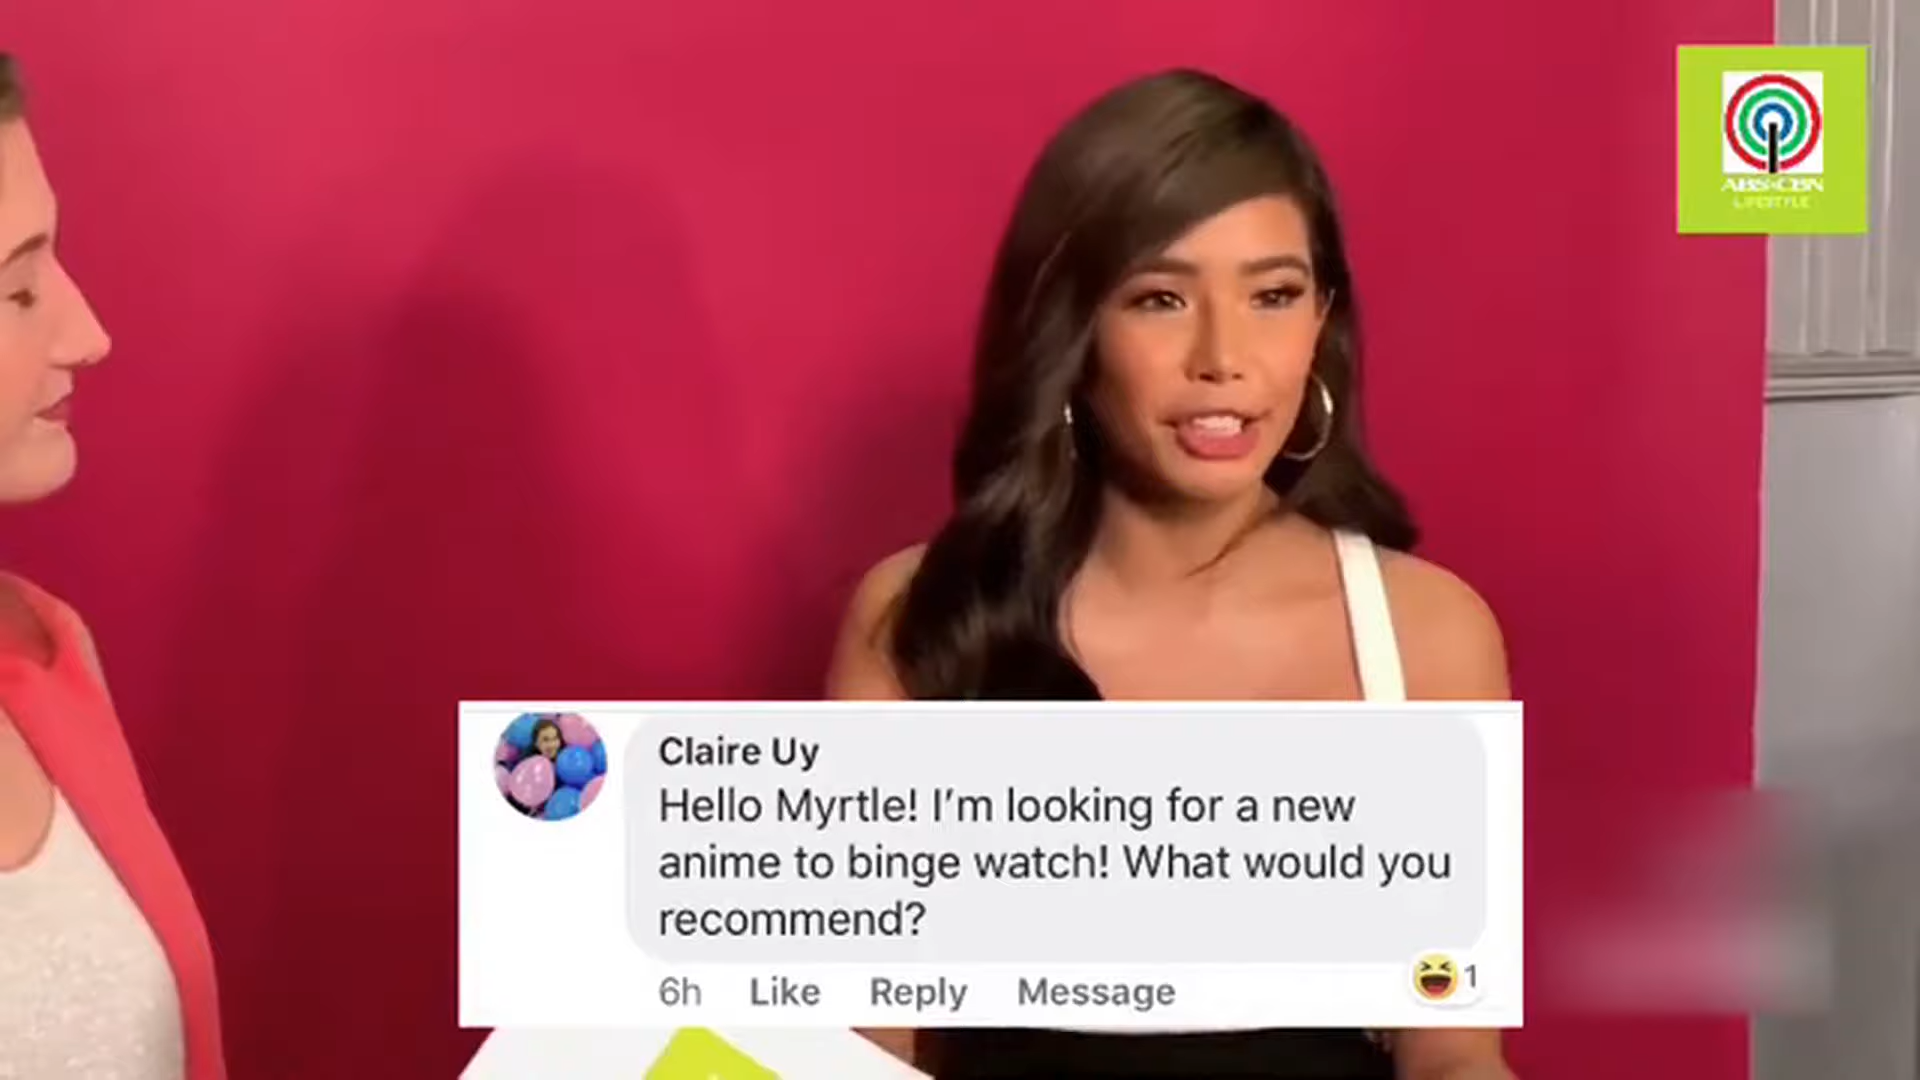 ABS-CBN
LIFESTYLE
Claire Uy
Hello Myrtle! I'm looking for a new
anime to binge watch! What would you
recommend?
6h Like Reply Message
1